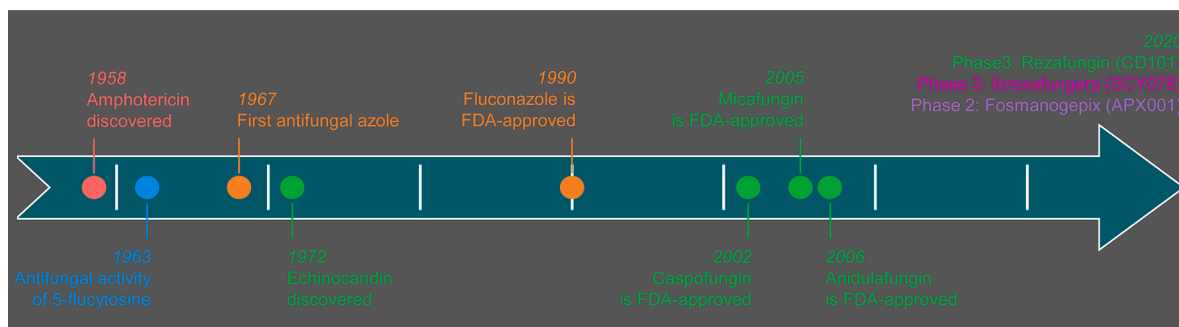 1958
Amphotericin
discovered
1967
First antifungal azole
1990
Fluconazole is
FDA-approved
2005
Micafungin
is FDA-approved
2020
Phase3: Rezafungin (CD101)
Phase 3: Ibrexafungerp (SCY078)
Phase 2: Fosmanogepix (APX001)
1963
Antifungal activity
of 5-flucytosine
1972
Echinocandin
discovered
2002
Caspofungin
is FDA-approved
2006
Anidulafungin
is FDA-approved